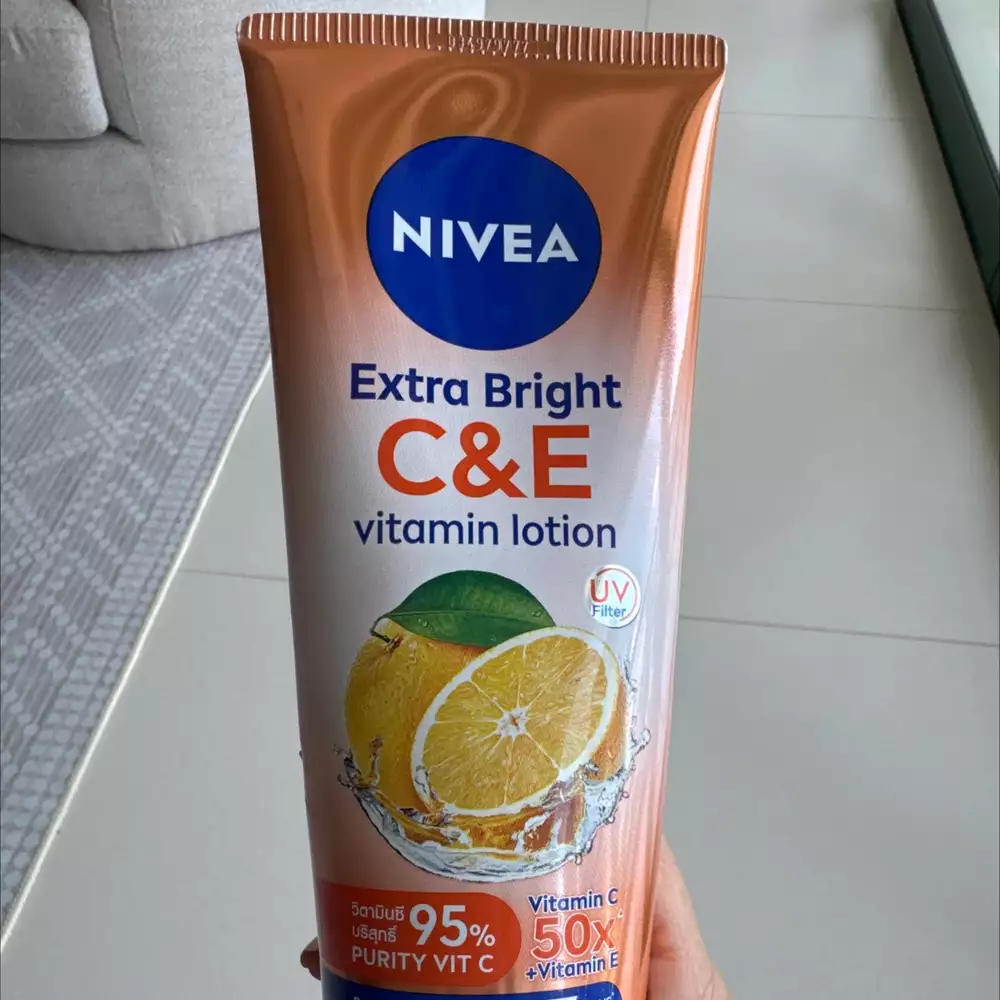 NIVEA
Extra Bright
C&E
vitamin lotion
UV
Filter
วิตามินซี
บริสุทธิ์
95%
PURITY VIT C
Vitamin C
50x
+Vitamin E